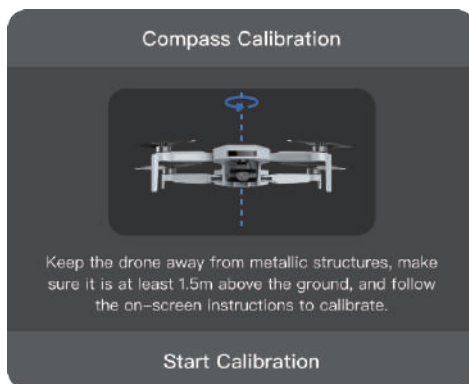 Compass Calibration
Keep the drone away from metallic structures, make
sure it is at least 1.5m above the ground, and follow
the on-screen instructions to calibrate.
Start Calibration